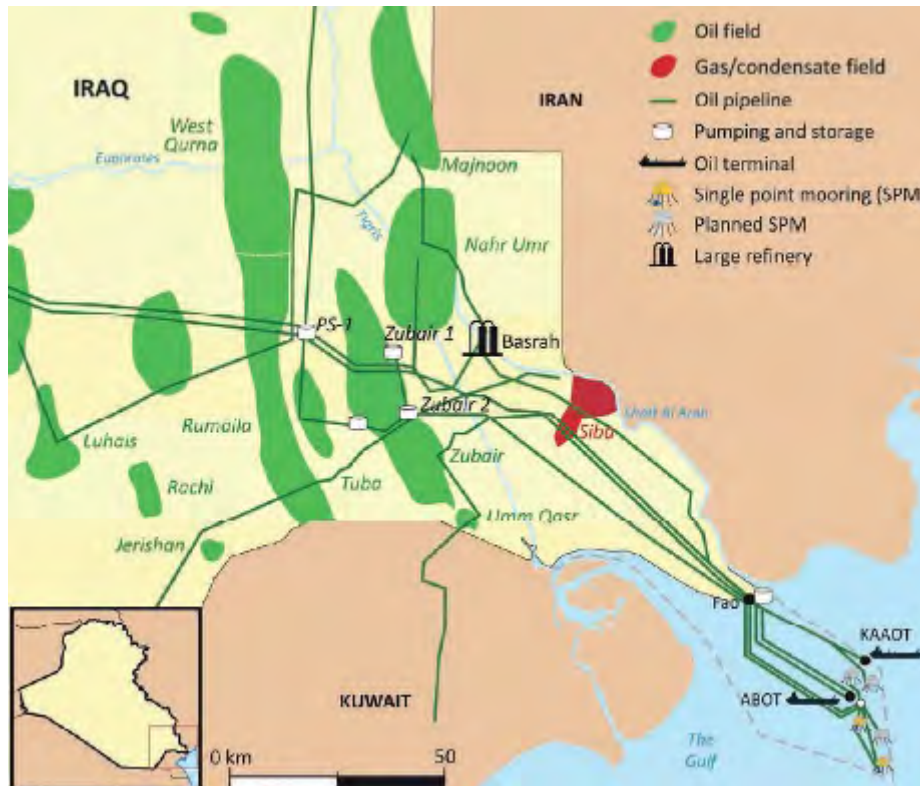 Oil field
IRAQ
Gas/condensate field
IRAN
Oil pipeline
West
Qurna
Pumping and storage
Euphrates
Majnoon
Oil terminal
Single point mooring (SPM
Tigris
Planned SPM
Nahr Umr
Large refinery
PS-1
Zubair 1
Basrah
Zubair 2
Shatt Al Arab
Rumaila
Siba
Luhais
Zubair
Rachi
Tuba
Umm Qasr
Jerishan
Fao
KAAOT
KUWAIT
ABOT
The
Gulf
0 km
50